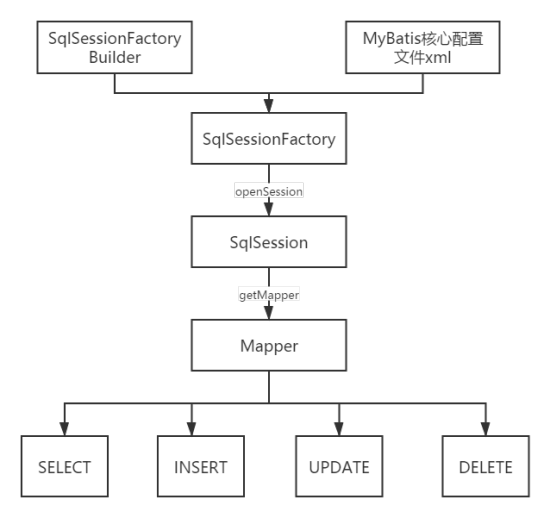 SqlSessionFactory
Builder
MyBatis核心配置
文件xml
SqlSessionFactory
openSession
SqlSession
getMapper
Mapper
SELECT
INSERT
UPDATE
DELETE